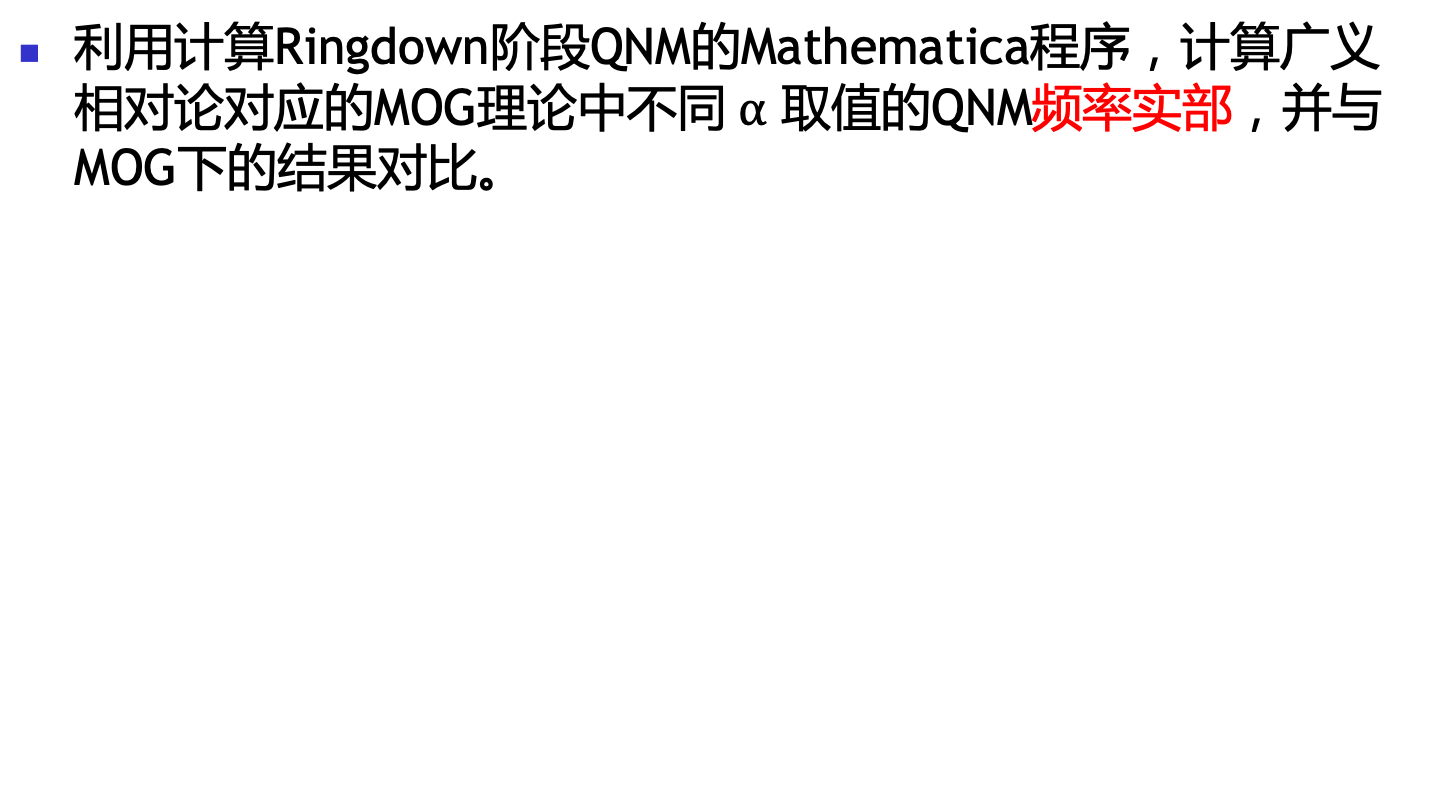 利用计算Ringdown阶段QNM的Mathematica程序，计算广义
相对论对应的MOG理论中不同 α 取值的QNM频率实部，并与
MOG下的结果对比。